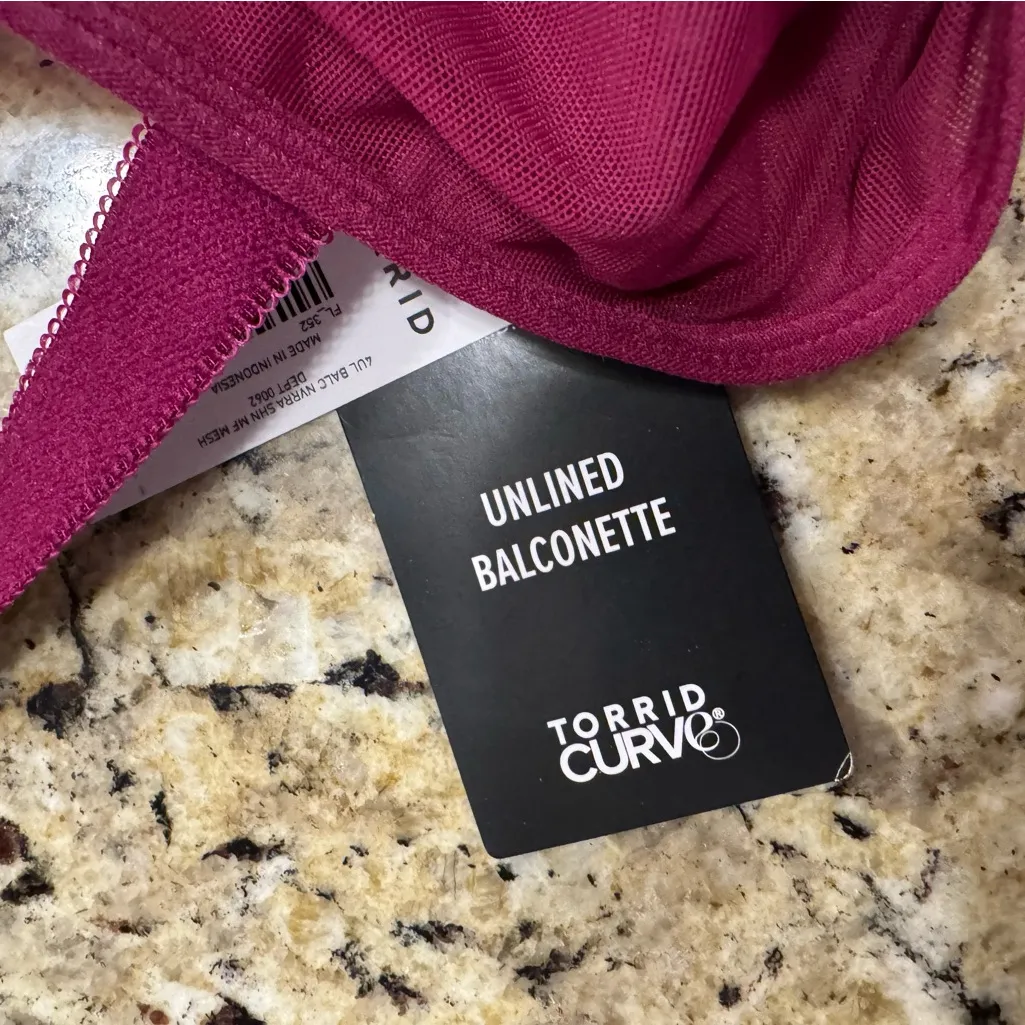 UNLINED
BALCONETTE
TORRID
CURVE®
RID
FL_352
MADE IN INDONESIA
4UL BALC NVRRA SHN MF MESH
DEPT 0062